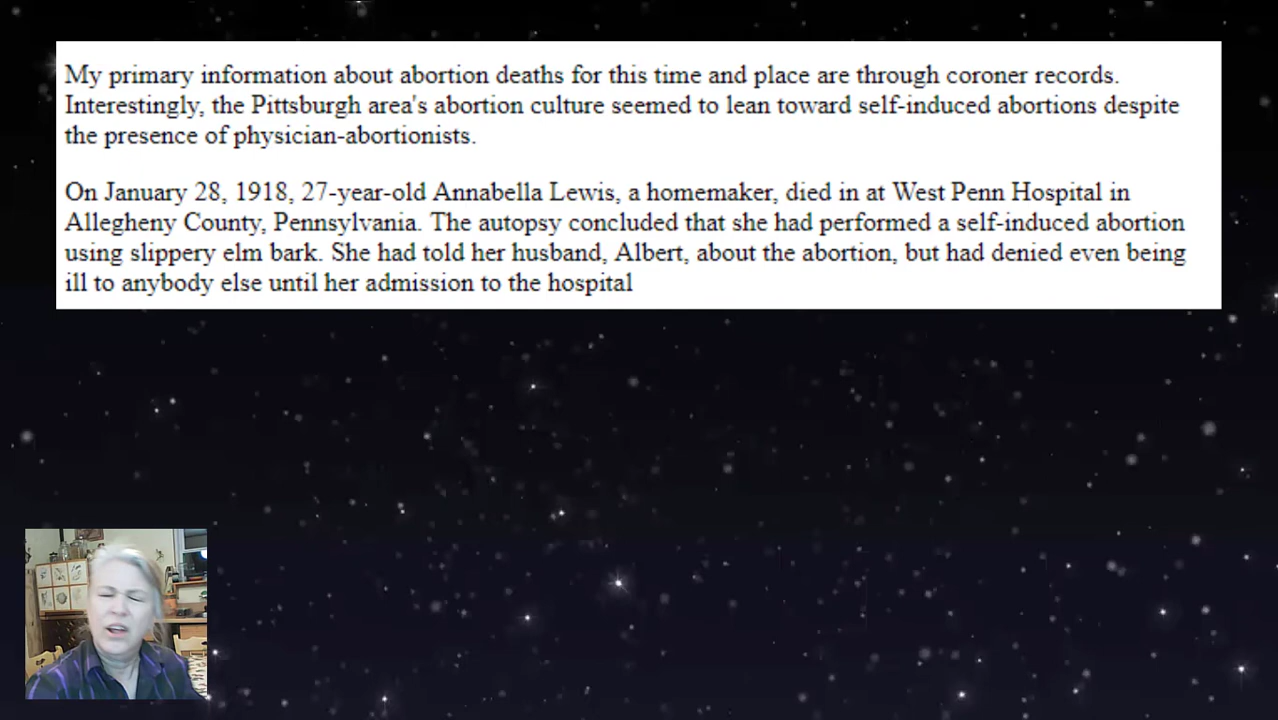 My primary information about abortion deaths for this time and place are through coroner records.
Interestingly, the Pittsburgh area's abortion culture seemed to lean toward self-induced abortions despite
the presence of physician-abortionists.
On January 28, 1918, 27-year-old Annabella Lewis, a homemaker, died in at West Penn Hospital in
Allegheny County, Pennsylvania. The autopsy concluded that she had performed a self-induced abortion
using slippery elm bark. She had told her husband, Albert, about the abortion, but had denied even being
ill to anybody else until her admission to the hospital